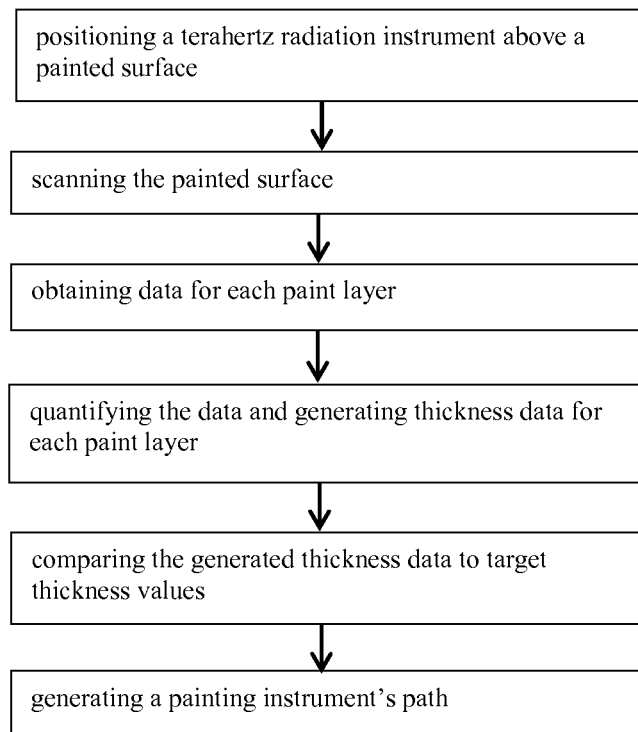 positioning a terahertz radiation instrument above a
painted surface
scanning the painted surface
obtaining data for each paint layer
quantifying the data and generating thickness data for
each paint layer
comparing the generated thickness data to target
thickness values
generating a painting instrument’s path